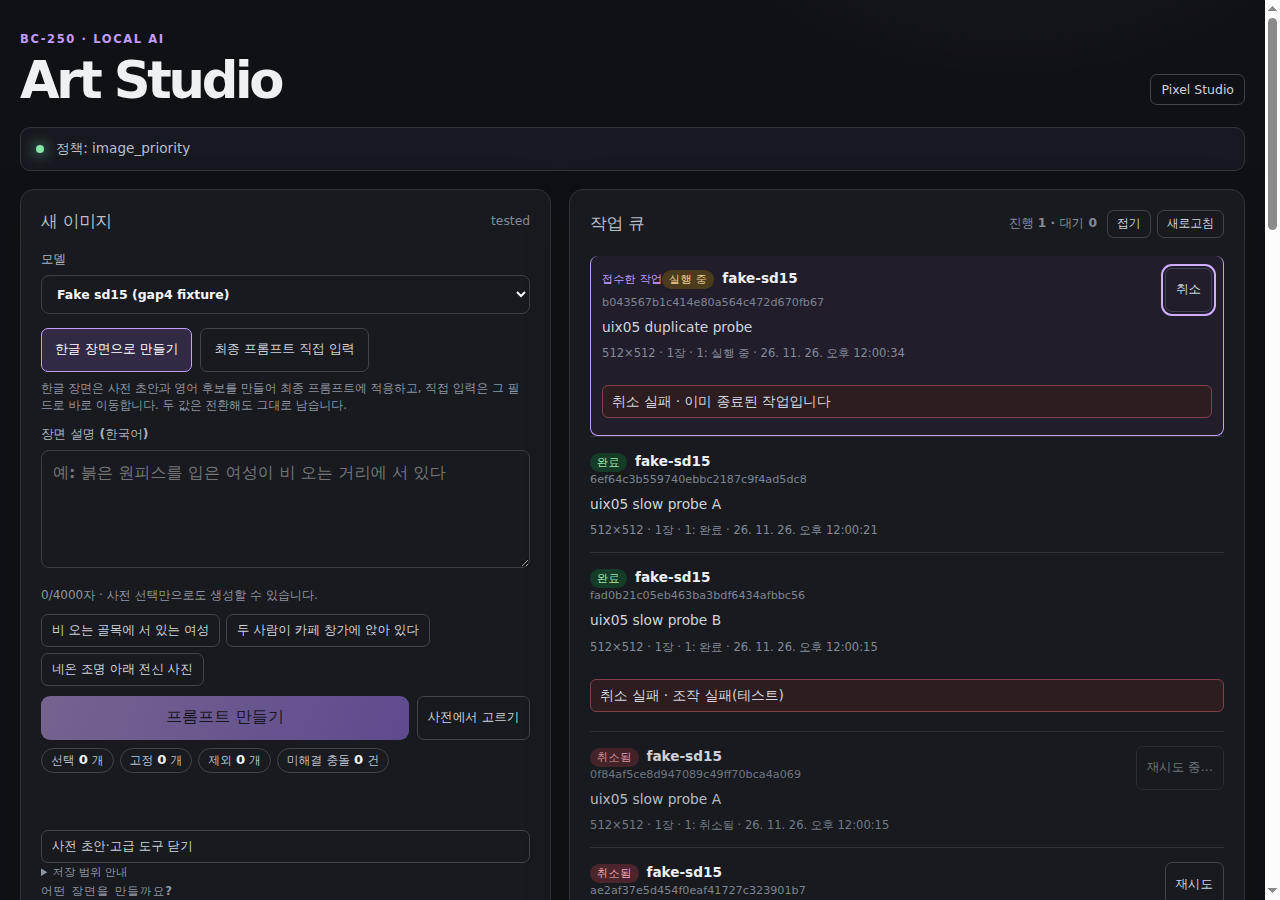 BC-250 · LOCAL AI
Art Studio
Pixel Studio
정책: image_priority
새 이미지
tested
모델
Fake sd15 (gap4 fixture)
한글 장면으로 만들기
최종 프롬프트 직접 입력
한글 장면은 사전 초안과 영어 후보를 만들어 최종 프롬프트에 적용하고, 직접 입력은 그 필
드로 바로 이동합니다. 두 값은 전환해도 그대로 남습니다.
장면 설명 (한국어)
예: 붉은 원피스를 입은 여성이 비 오는 거리에 서 있다
0/4000자 · 사전 선택만으로도 생성할 수 있습니다.
비 오는 골목에 서 있는 여성
두 사람이 카페 창가에 앉아 있다
네온 조명 아래 전신 사진
프롬프트 만들기
사전에서 고르기
선택 0 개
고정 0 개
제외 0 개
미해결 충돌 0 건
사전 초안·고급 도구 닫기
▶ 저장 범위 안내
어떤 장면을 만들까요?
작업 큐
진행 1 · 대기 0
접기
새로고침
접수한 작업 실행 중 fake-sd15
취소
b043567b1c414e80a564c472d670fb67
uix05 duplicate probe
512×512 · 1장 · 1: 실행 중 · 26. 11. 26. 오후 12:00:34
취소 실패 · 이미 종료된 작업입니다
완료 fake-sd15
6ef64c3b559740ebbc2187c9f4ad5dc8
uix05 slow probe A
512×512 · 1장 · 1: 완료 · 26. 11. 26. 오후 12:00:21
완료 fake-sd15
fad0b21c05eb463ba3bdf6434afbbc56
uix05 slow probe B
512×512 · 1장 · 1: 완료 · 26. 11. 26. 오후 12:00:15
취소 실패 · 조작 실패(테스트)
취소됨 fake-sd15
재시도 중…
0f84af5ce8d947089c49ff70bca4a069
uix05 slow probe A
512×512 · 1장 · 1: 취소됨 · 26. 11. 26. 오후 12:00:15
취소됨 fake-sd15
재시도
ae2af37e5d454f0eaf41727c323901b7